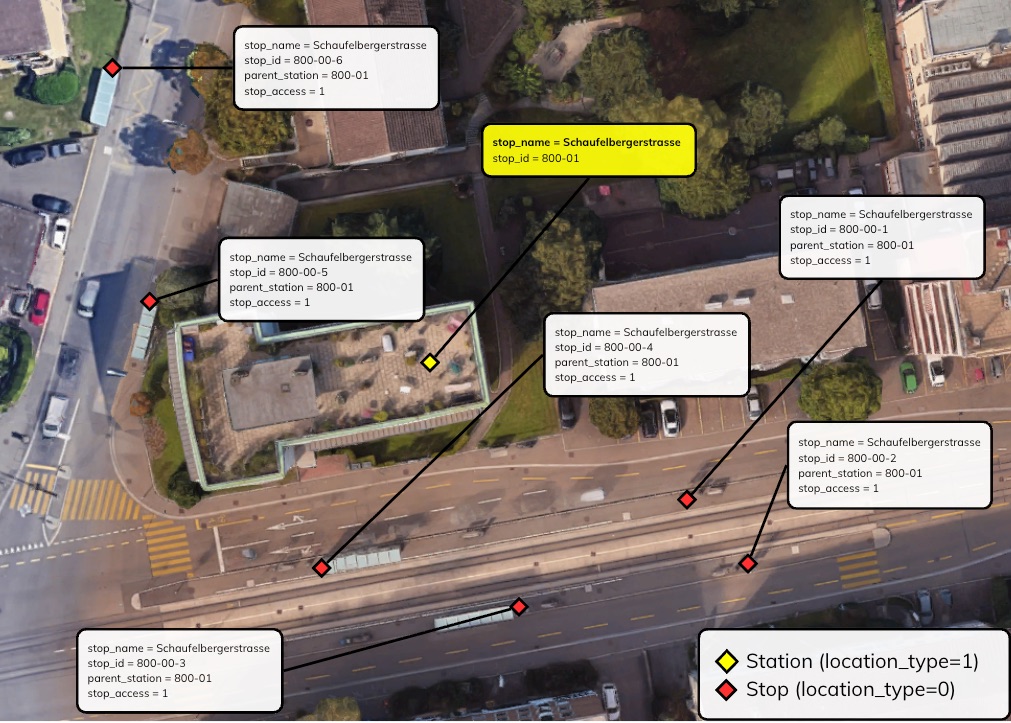 stop_name = Schaufelbergerstrasse
stop_id = 800-00-6
parent_station = 800-01
stop_access = 1
stop_name = Schaufelbergerstrasse
stop_id = 800-01
stop_name = Schaufelbergerstrasse
stop_id = 800-00-1
parent_station = 800-01
stop_access = 1
stop_name = Schaufelbergerstrasse
stop_id = 800-00-5
parent_station = 800-01
stop_access = 1
stop_name = Schaufelbergerstrasse
stop_id = 800-00-4
parent_station = 800-01
stop_access = 1
stop_name = Schaufelbergerstrasse
stop_id = 800-00-2
parent_station = 800-01
stop_access = 1
stop_name = Schaufelbergerstrasse
stop_id = 800-00-3
parent_station = 800-01
stop_access = 1
Station (location_type=1)
Stop (location_type=0)